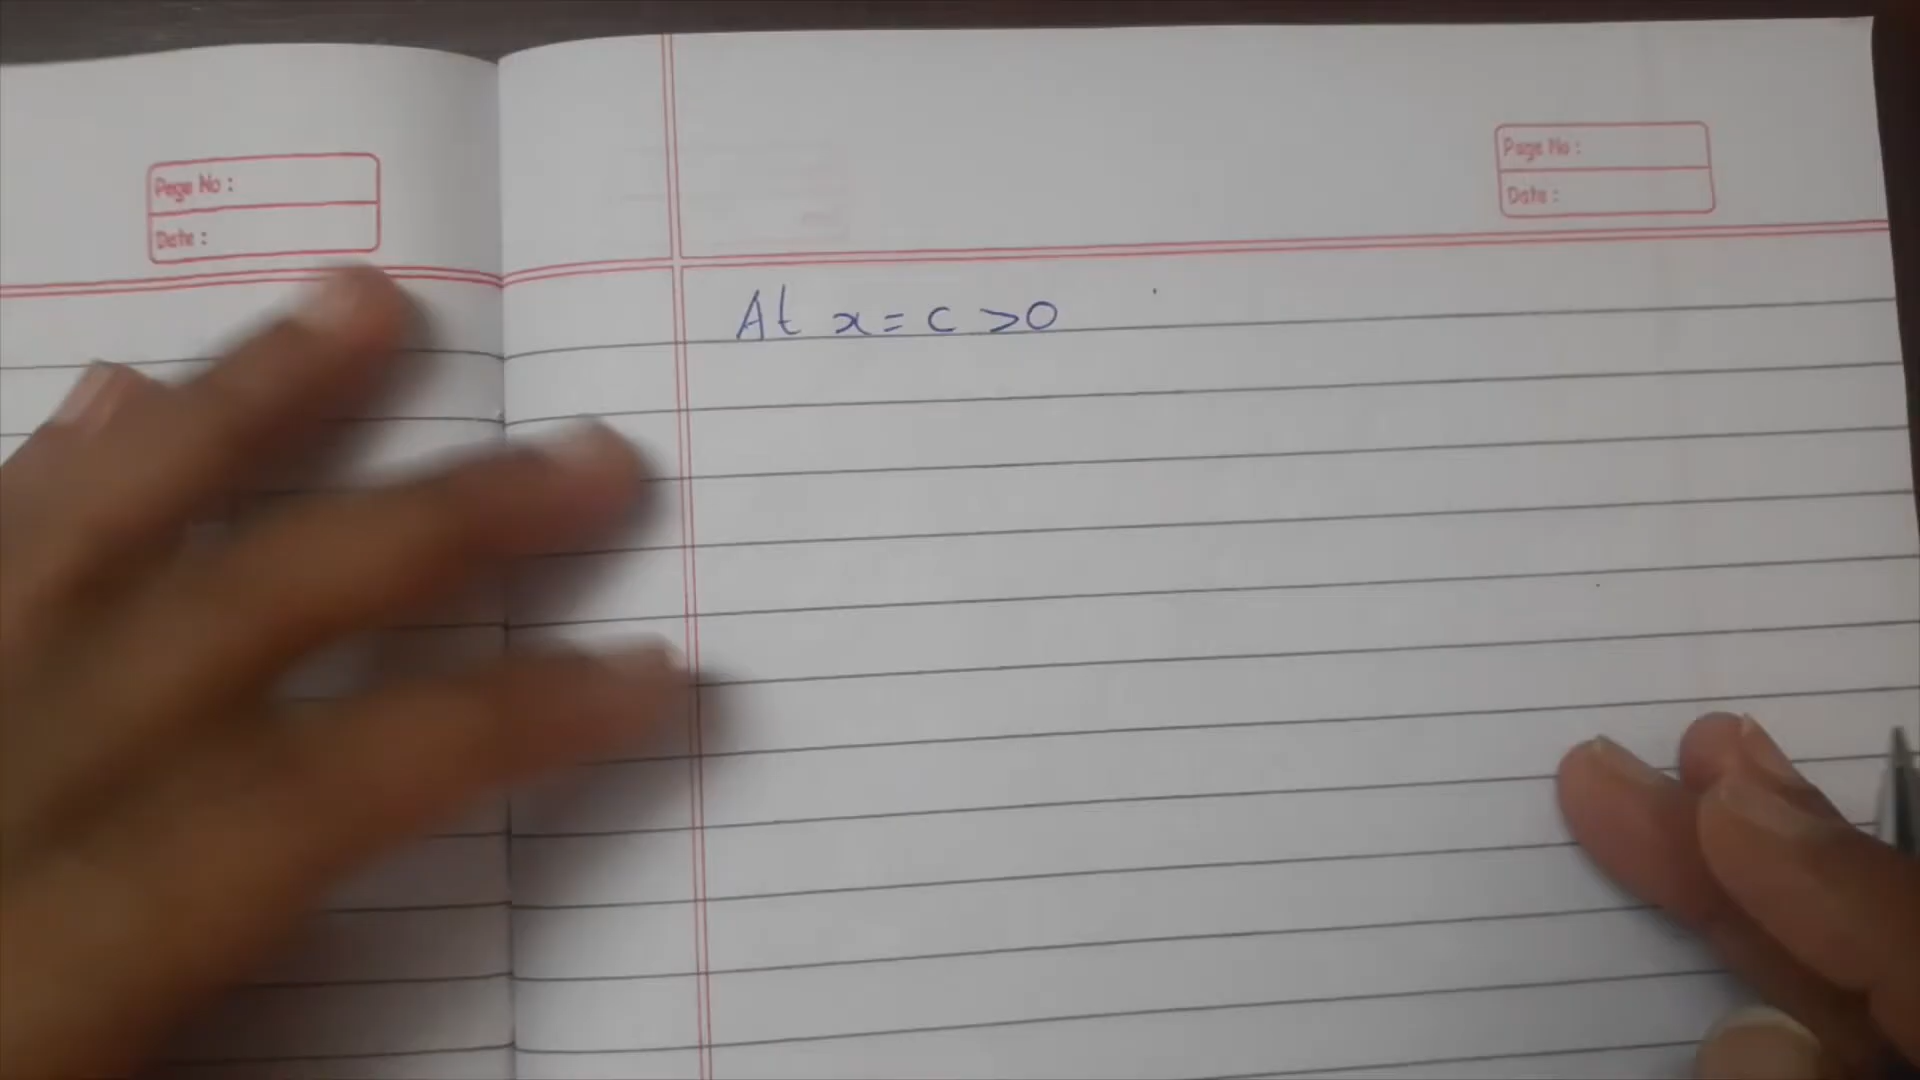 Page No :
Date :
Page No :
Date :
At x = c >0